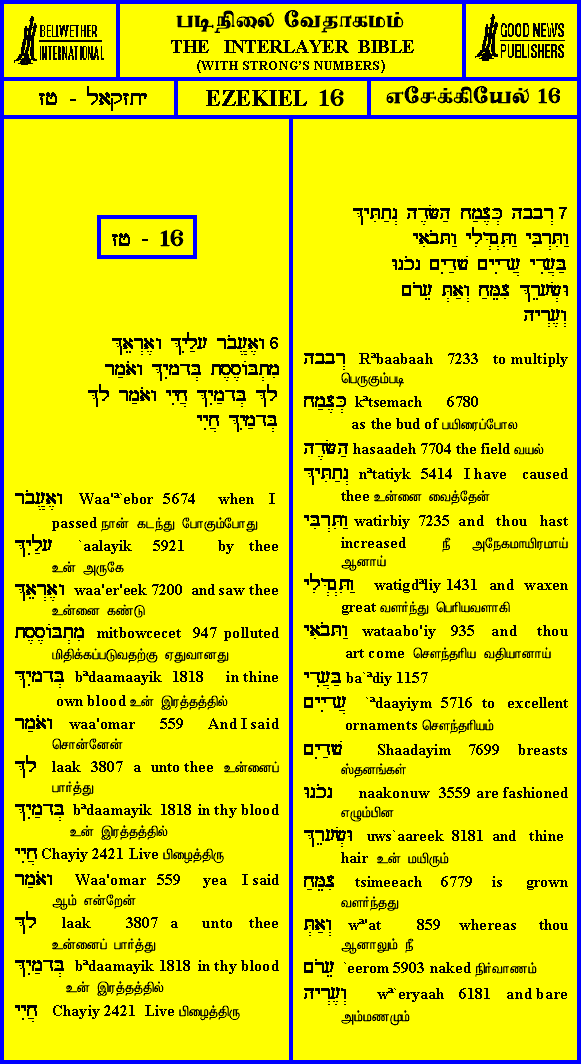 BELLWETHER
INTERNATIONAL
படிநிலை வேதாகமம்
THE INTERLAYER BIBLE
(WITH STRONG'S NUMBERS)
GOOD NEWS
PUBLISHERS
יחזקאל - טז
EZEKIEL 16
எசேக்கியேல் 16
16 - טז
6 וָאֶעֱבֹר עָלַיִךְ וָאֶרְאֵךְ
מִתְבּוֹסֶסֶת בְּדָמָיִךְ וָאֹמַר
לָךְ בְּדָמַיִךְ חֲיִי וָאֹמַר לָךְ
בְּדָמַיִךְ חֲיִי
וָאֶעֱבֹר Waa'ª`ebor 5674 when I
passed நான் கடந்து போகும்போது
עָלַיִךְ `aalayik 5921 by thee
உன் அருகே
וָאֶרְאֵךְ waa'er'eek 7200 and saw thee
உன்னை கண்டு
מִתְבּוֹסֶסֶת mitbowcecet 947 polluted
மிதிக்கப்படுவதற்கு ஏதுவானது
בְּדָמָיִךְ bªdaamaayik 1818 in thine
own blood உன் இரத்தத்தில்
וָאֹמַר waa'omar 559 And I said
சொன்னேன்
לָךְ laak 3807 a unto thee உன்னைப்
பார்த்து
בְּדָמַיִךְ bªdaamayik 1818 in thy blood
உன் இரத்தத்தில்
חֲיִי Chayiy 2421 Live பிழைத்திரு
וָאֹמַר Waa'omar 559 yea I said
ஆம் என்றேன்
לָךְ laak 3807 a unto thee
உன்னைப் பார்த்து
בְּדָמַיִךְ bªdaamayik 1818 in thy blood
உன் இரத்தத்தில்
חֲיִי Chayiy 2421 Live பிழைத்திரு
7 רְבָבָה כְּצֶמַח הַשָּׂדֶה נְתַתִּיךְ
וַתִּרְבִּי וַתִּגְדְּלִי וַתָּבֹאִי
בַּעֲדִי עֲדָיִים שָׁדַיִם נָכֹנוּ
וּשְׂעָרֵךְ צִמֵּחַ וְאַתְּ עֵרֹם
וְעֶרְיָה
רְבָבָה Rªbaabaah 7233 to multiply
பெருகும்படி
כְּצֶמַח kªtsemach 6780
as the bud of பயிரைப்போல
הַשָּׂדֶה hasaadeh 7704 the field வயல்
נְתַתִּיךְ nªtatiyk 5414 I have caused
thee உன்னை வைத்தேன்
וַתִּרְבִּי watirbiy 7235 and thou hast
increased நீ அநேகமாயிரமாய்
ஆனாய்
וַתִּגְדְּלִי watigdªliy 1431 and waxen
great வளர்ந்து பெரியவளாகி
וַתָּבֹאִי wataabo'iy 935 and thou
art come சௌந்தரிய வதியானாய்
בַּעֲדִי ba`ªdiy 1157
עֲדָיִים `ªdaayiym 5716 to excellent
ornaments சௌந்தரியம்
שָׁדַיִם Shaadayim 7699 breasts
ஸ்தனங்கள்
נָכֹנוּ naakonuw 3559 are fashioned
எழும்பின
וּשְׂעָרֵךְ uws`aareek 8181 and thine
hair உன் மயிரும்
צִמֵּחַ tsimeeach 6779 is grown
வளர்ந்தது
וְאַתְּ wª'at 859 whereas thou
ஆனாலும் நீ
עֵרֹם `eerom 5903 naked நிர்வாணம்
וְעֶרְיָה wª`eryaah 6181 and bare
அம்மணமும்